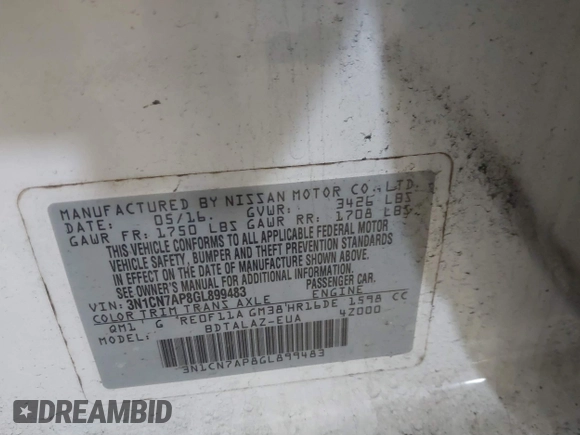 MANUFACTURED BY NISSAN MOTOR CO., LTD.
DATE: 05/16. GVWR: 3426 LBS
GAWR FR: 1750 LBS GAWR RR: 1708 LBS
THIS VEHICLE CONFORMS TO ALL APPLICABLE FEDERAL MOTOR
VEHICLE SAFETY, BUMPER AND THEFT PREVENTION STANDARDS
IN EFFECT ON THE DATE OF MANUFACTURE SHOWN ABOVE.
SEE OWNER'S MANUAL FOR ADDITIONAL INFORMATION.
VIN: 3N1CN7AP8GL899483 PASSENGER CAR.
COLOR TRIM TRANS AXLE ENGINE
QM1 G RE0F11A GM38 HR16DE 1598 CC
MODEL: BDTALAZ-EUA 4Z000
3N1CN7AP8GL899483
DREAMBID